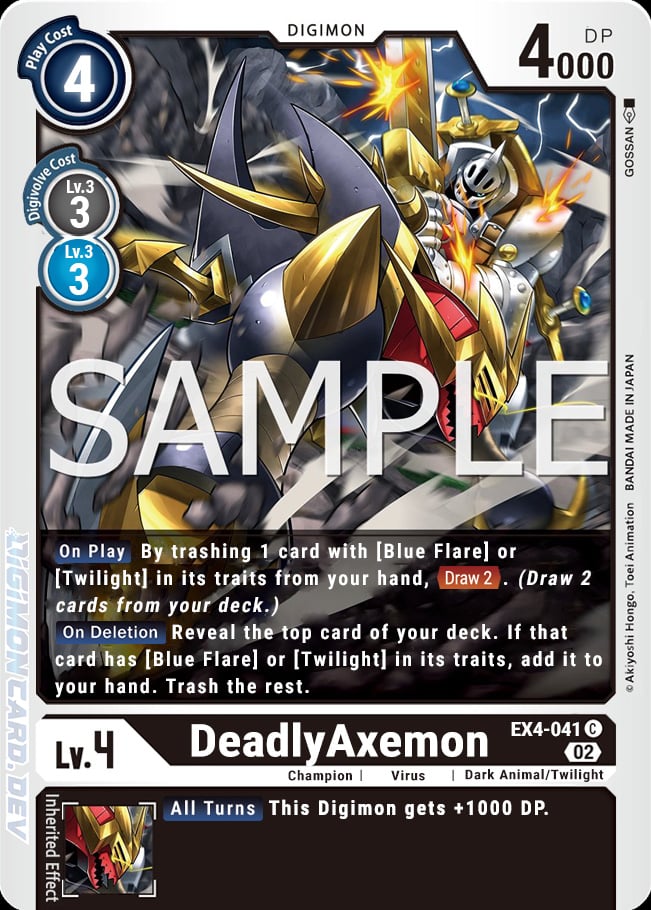 DIGIMON
Play Cost
4
DP
4000
Digivolve Cost
Lv.3
3
Lv.3
3
GOSSAN
BANDAI MADE IN JAPAN
© Akiyoshi Hongo, Toei Animation
SAMPLE
On Play By trashing 1 card with [Blue Flare] or
[Twilight] in its traits from your hand, Draw 2 . (Draw 2
cards from your deck.)
On Deletion Reveal the top card of your deck. If that
card has [Blue Flare] or [Twilight] in its traits, add it to
your hand. Trash the rest.
DIGIMONCARD.DEV
Lv.4
DeadlyAxemon
EX4-041 C
02
Champion | Virus | Dark Animal/Twilight
Inherited Effect
All Turns This Digimon gets +1000 DP.